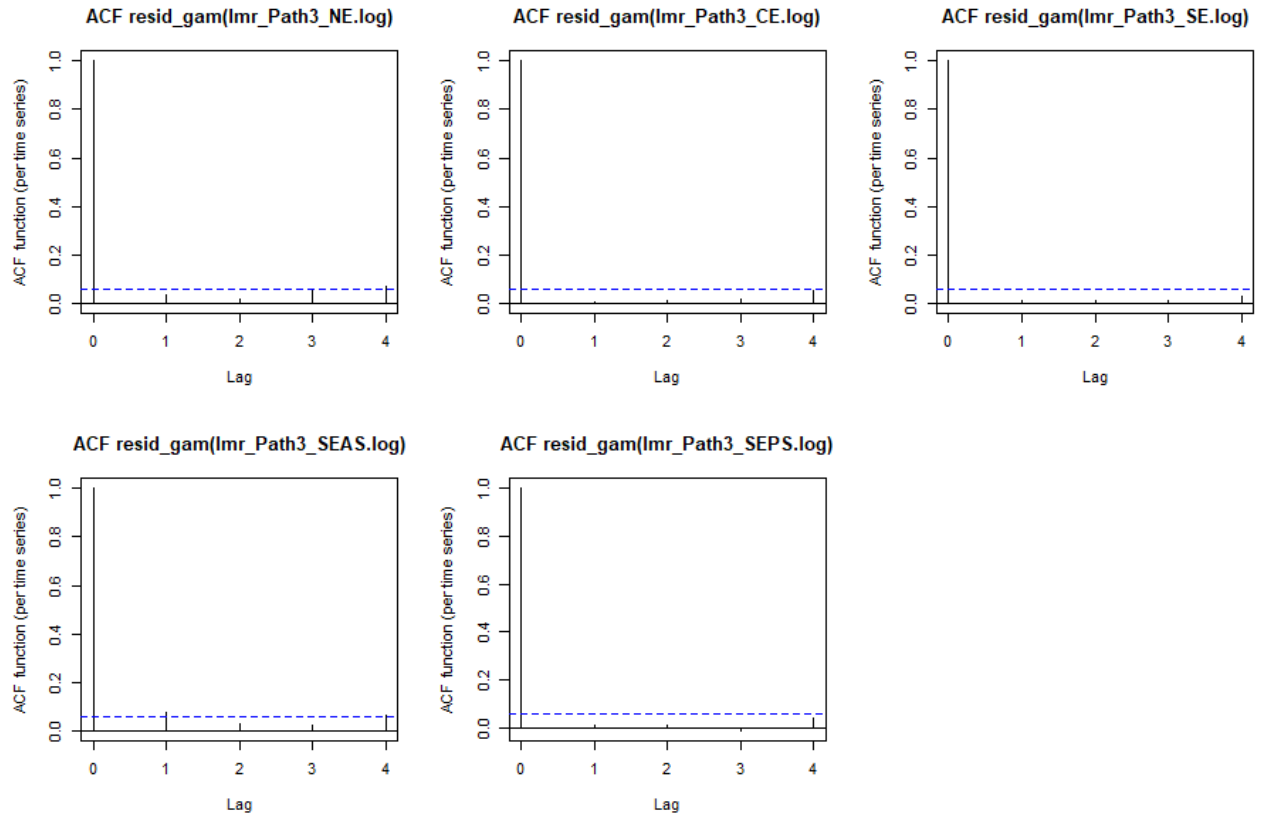 ACF resid_gam(lmr_Path3_NE.log)
ACF function (per time series)
1.0
0.8
0.6
0.4
0.2
0.0
0 1 2 3 4
Lag
ACF resid_gam(lmr_Path3_CE.log)
ACF function (per time series)
1.0
0.8
0.6
0.4
0.2
0.0
0 1 2 3 4
Lag
ACF resid_gam(lmr_Path3_SE.log)
ACF function (per time series)
1.0
0.8
0.6
0.4
0.2
0.0
0 1 2 3 4
Lag
ACF resid_gam(lmr_Path3_SEAS.log)
ACF function (per time series)
1.0
0.8
0.6
0.4
0.2
0.0
0 1 2 3 4
Lag
ACF resid_gam(lmr_Path3_SEPS.log)
ACF function (per time series)
1.0
0.8
0.6
0.4
0.2
0.0
0 1 2 3 4
Lag